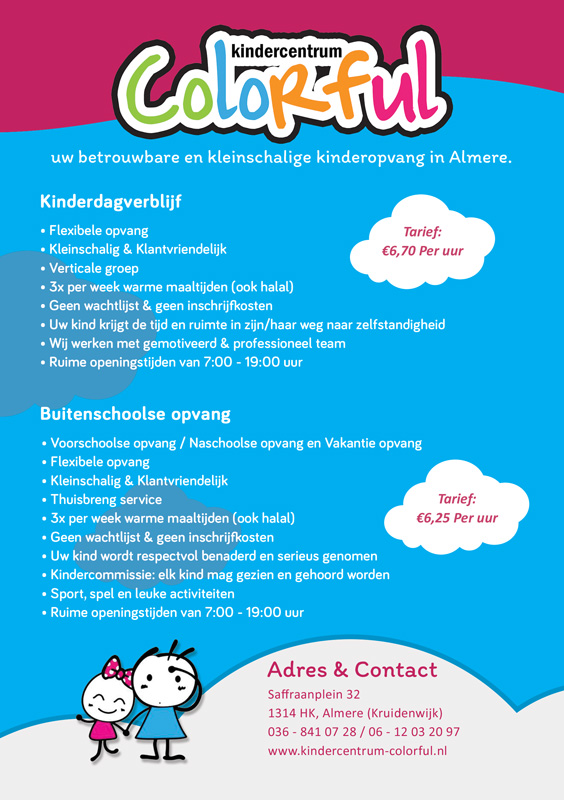 kindercentrum
Colorful
uw betrouwbare en kleinschalige kinderopvang in Almere.
Kinderdagverblijf
• Flexibele opvang
• Kleinschalig & Klantvriendelijk
• Verticale groep
• 3x per week warme maaltijden (ook halal)
• Geen wachtlijst & geen inschrijfkosten
• Uw kind krijgt de tijd en ruimte in zijn/haar weg naar zelfstandigheid
• Wij werken met gemotiveerd & professioneel team
• Ruime openingstijden van 7:00 - 19:00 uur
Tarief:
€6,70 Per uur
Buitenschoolse opvang
• Voorschoolse opvang / Naschoolse opvang en Vakantie opvang
• Flexibele opvang
• Kleinschalig & Klantvriendelijk
• Thuisbreng service
• 3x per week warme maaltijden (ook halal)
• Geen wachtlijst & geen inschrijfkosten
• Uw kind wordt respectvol benaderd en serieus genomen
• Kindercommissie: elk kind mag gezien en gehoord worden
• Sport, spel en leuke activiteiten
• Ruime openingstijden van 7:00 - 19:00 uur
Tarief:
€6,25 Per uur
Adres & Contact
Saffraanplein 32
1314 HK, Almere (Kruidenwijk)
036 - 841 07 28 / 06 - 12 03 20 97
www.kindercentrum-colorful.nl